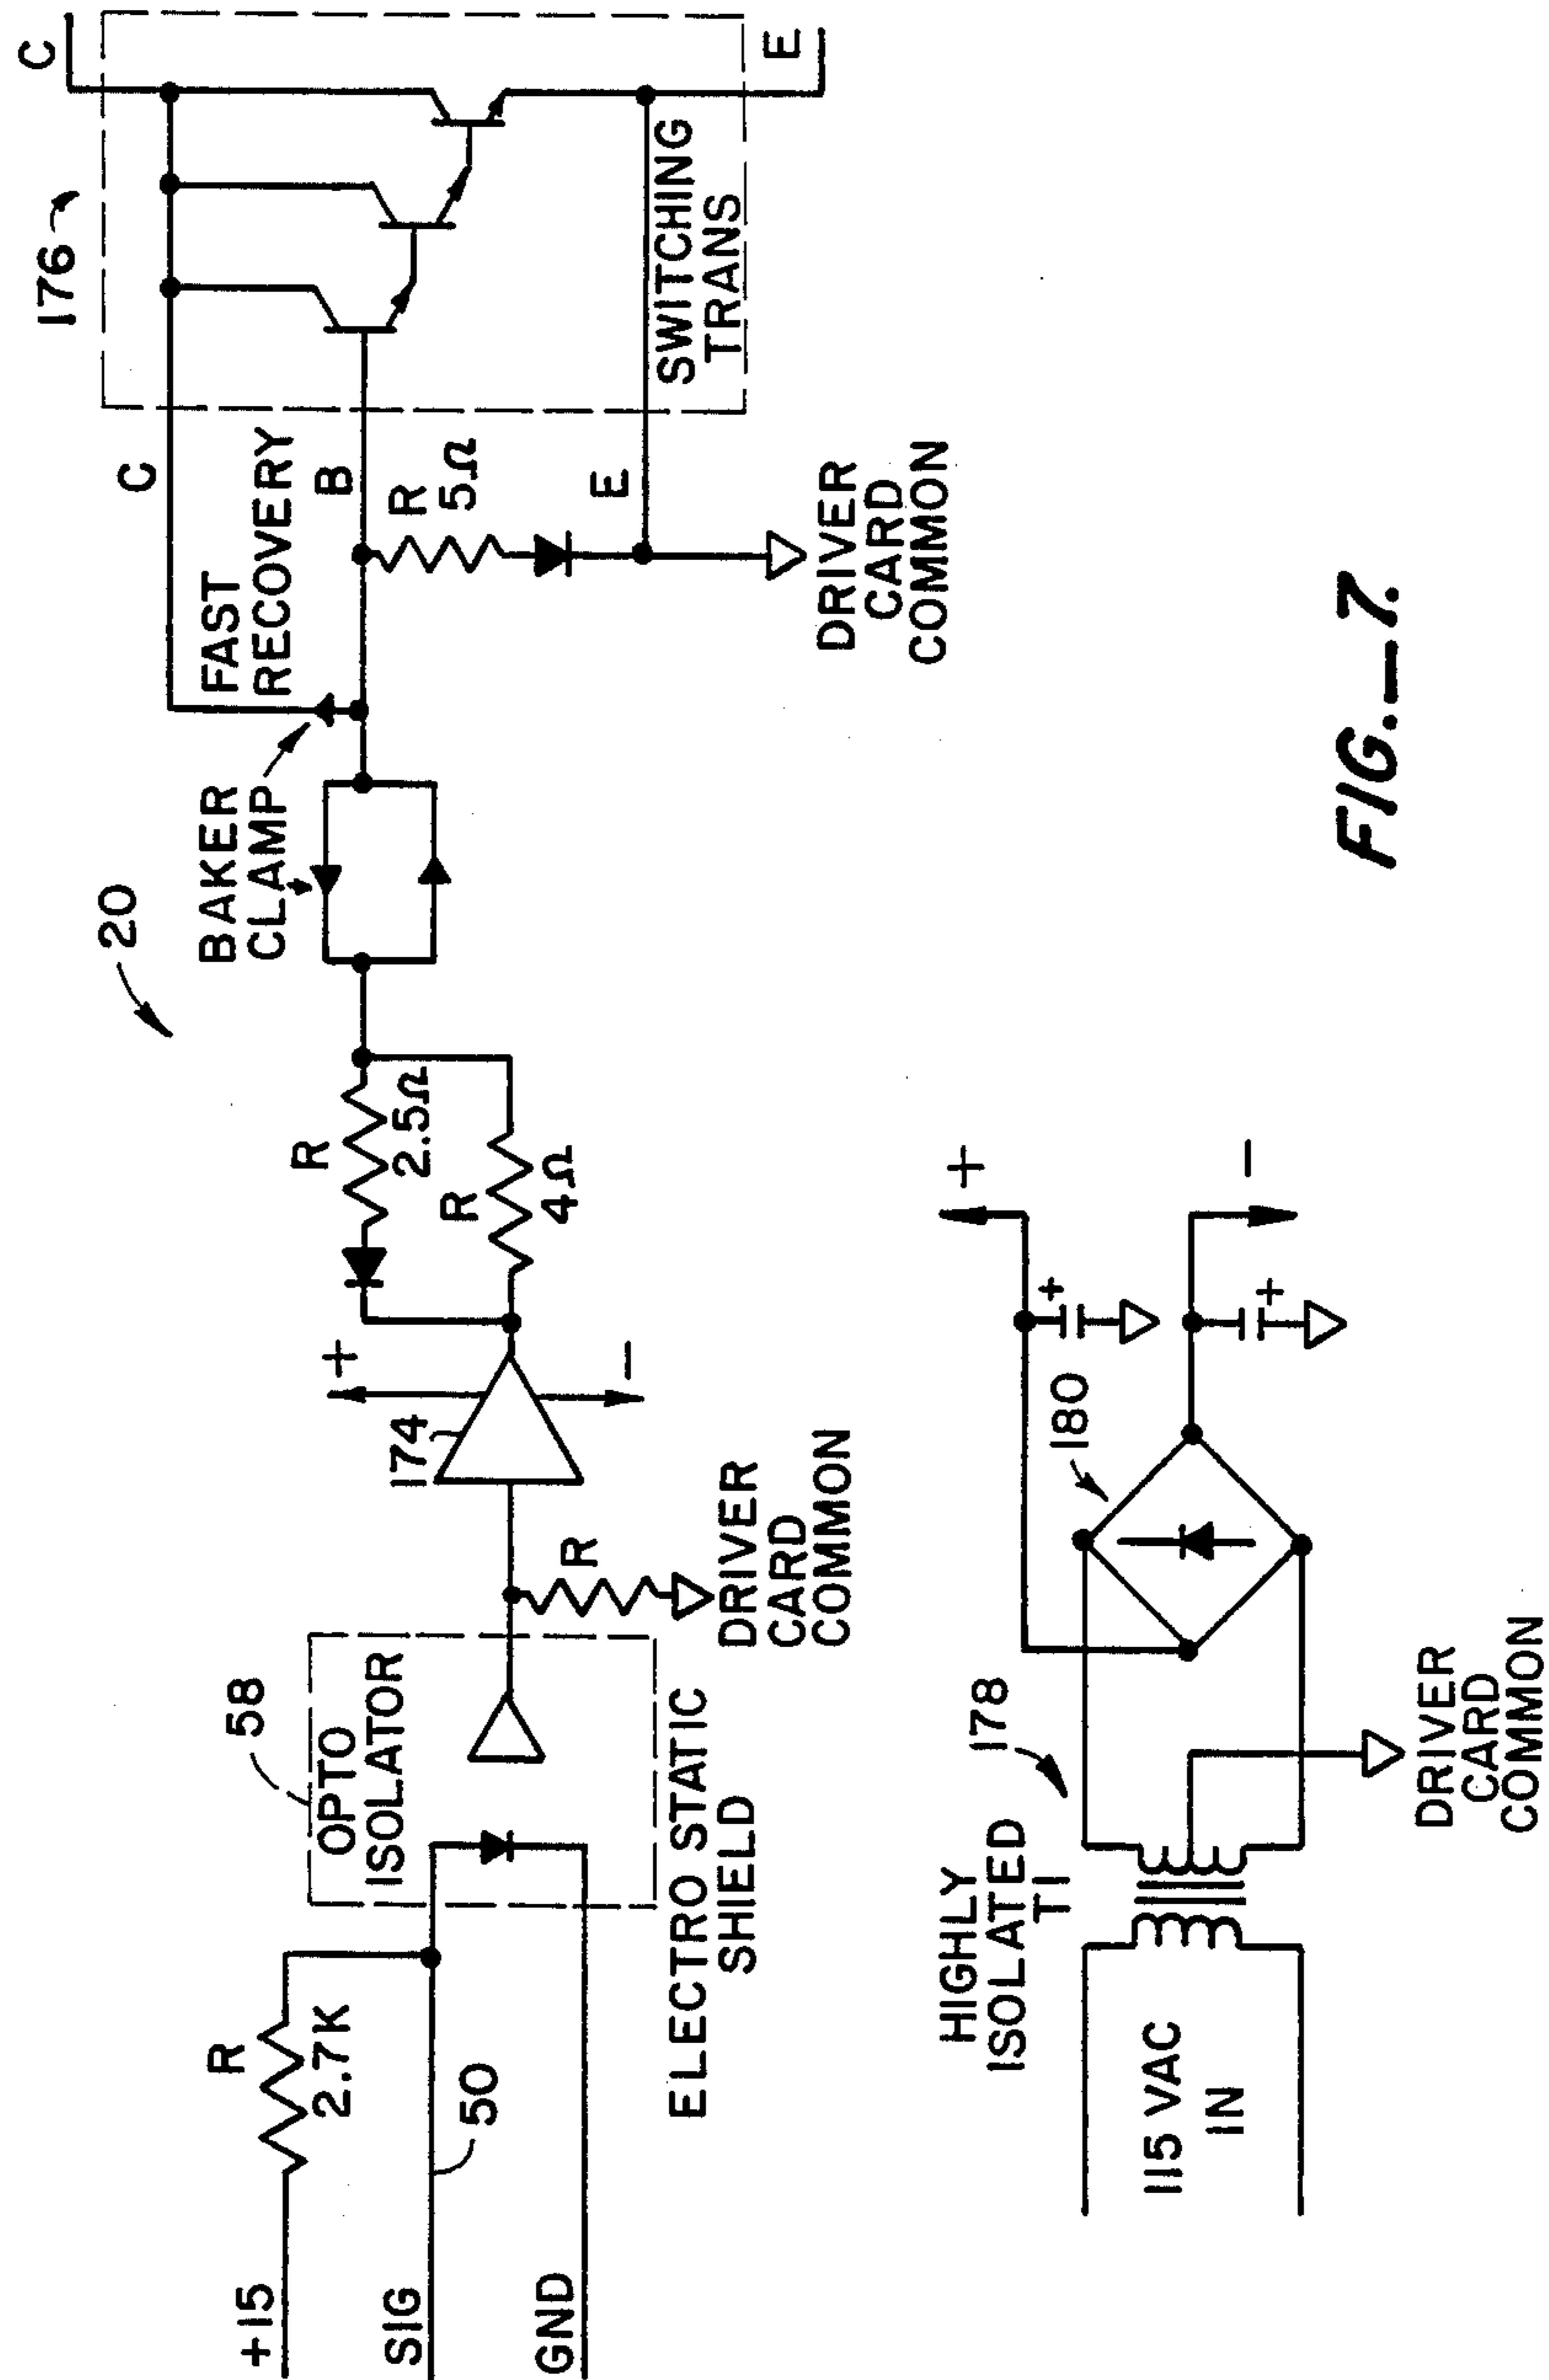 20
176
C
C
FAST
RECOVERY
BAKER
CLAMP
B
R
5Ω
E
E
SWITCHING
TRANS
DRIVER
CARD
COMMON
R
2.5Ω
R
4Ω
+
174
−
58
OPTO
ISOLATOR
R
DRIVER
CARD
COMMON
ELECTRO STATIC
SHIELD
+15
R
2.7K
SIG
50
GND
HIGHLY
ISOLATED
T1
178
180
+
−
+
+
115 VAC
IN
DRIVER
CARD
COMMON
FIG.—7.